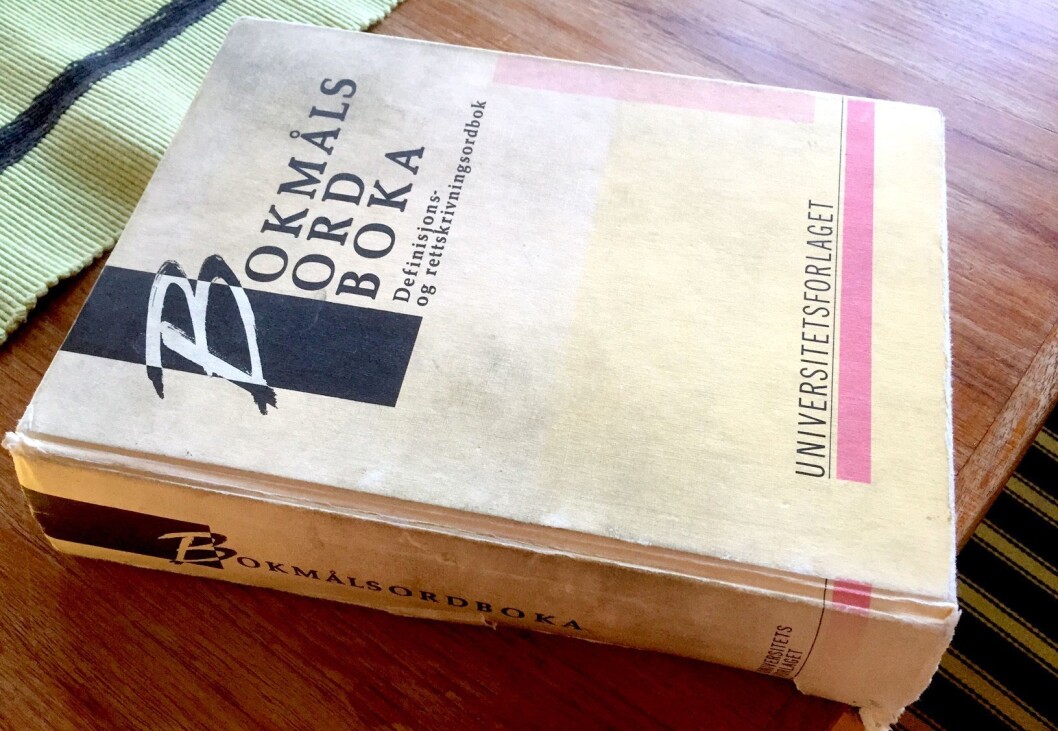 BOKMÅLS
ORD
BOKA
Definisjons-
og rettskrivningsordbok
UNIVERSITETSFORLAGET
BOKMÅLSORDBOKA
UNIVERSITETS
FORLAGET